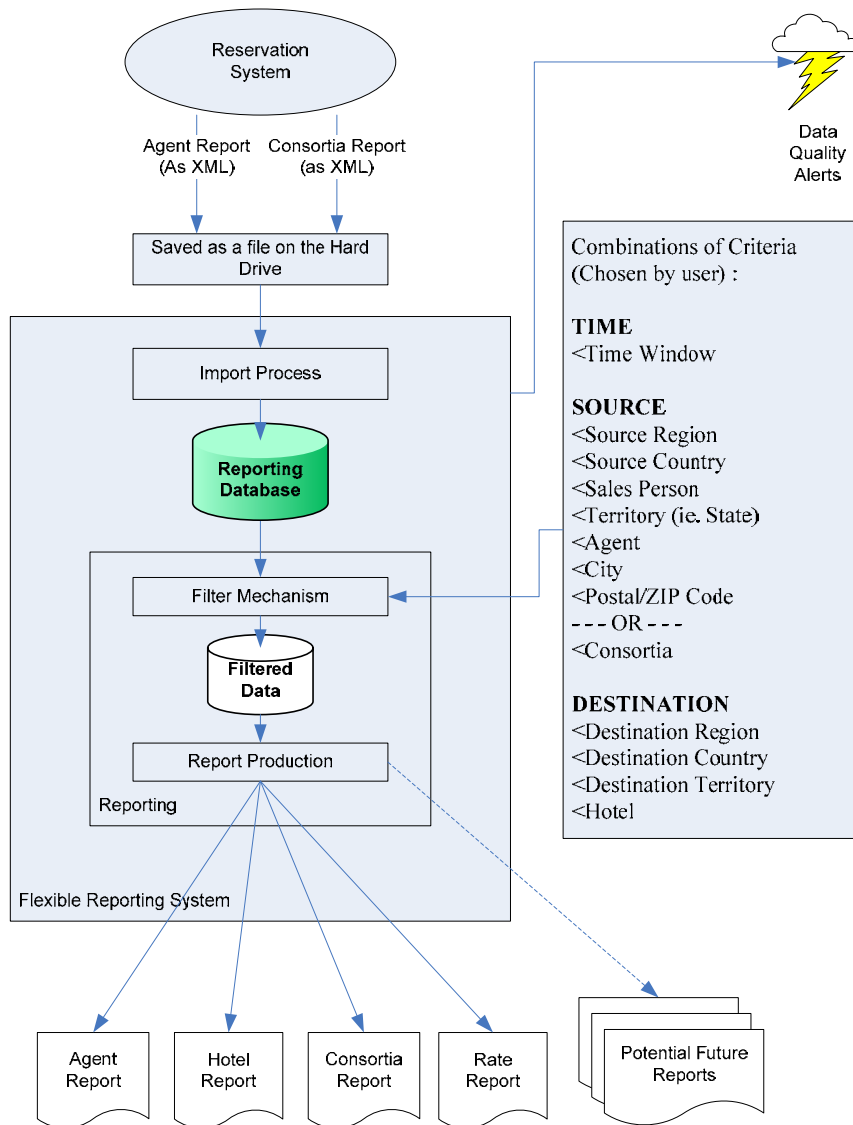 Reservation
System
Data
Quality
Alerts
Agent Report
(As XML)
Consortia Report
(as XML)
Saved as a file on the Hard
Drive
Import Process
Reporting
Database
Filter Mechanism
Filtered
Data
Report Production
Reporting
Flexible Reporting System
Combinations of Criteria
(Chosen by user) :
TIME
<Time Window
SOURCE
<Source Region
<Source Country
<Sales Person
<Territory (ie. State)
<Agent
<City
<Postal/ZIP Code
- - - OR - - -
<Consortia
DESTINATION
<Destination Region
<Destination Country
<Destination Territory
<Hotel
Agent
Report
Hotel
Report
Consortia
Report
Rate
Report
Potential Future
Reports